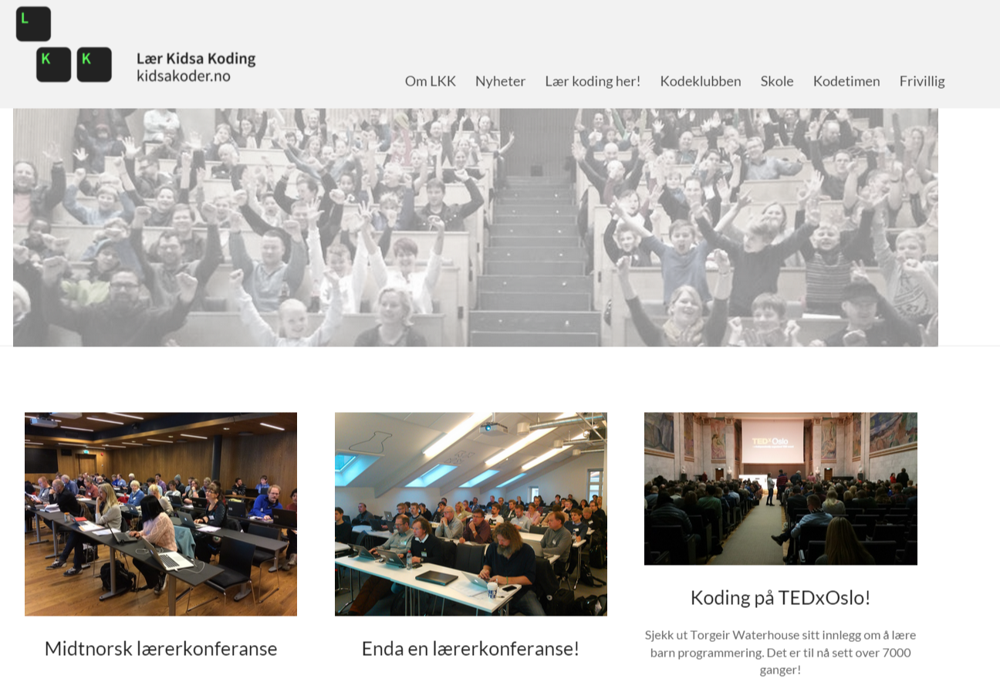 L
K K
Lær Kidsa Koding
kidsakoder.no
Om LKK Nyheter Lær koding her! Kodeklubben Skole Kodetimen Frivillig
TEDx Oslo
Midtnorsk lærerkonferanse
Enda en lærerkonferanse!
Koding på TEDxOslo!
Sjekk ut Torgeir Waterhouse sitt innlegg om å lære
barn programmering. Det er til nå sett over 7000
ganger!